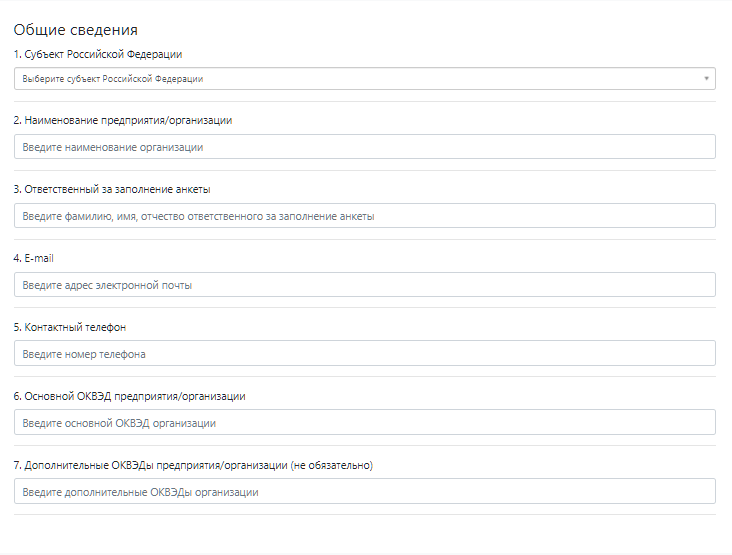 Общие сведения
1. Субъект Российской Федерации
Выберите субъект Российской Федерации
2. Наименование предприятия/организации
Введите наименование организации
3. Ответственный за заполнение анкеты
Введите фамилию, имя, отчество ответственного за заполнение анкеты
4. E-mail
Введите адрес электронной почты
5. Контактный телефон
Введите номер телефона
6. Основной ОКВЭД предприятия/организации
Введите основной ОКВЭД организации
7. Дополнительные ОКВЭДы предприятия/организации (не обязательно)
Введите дополнительные ОКВЭДы организации